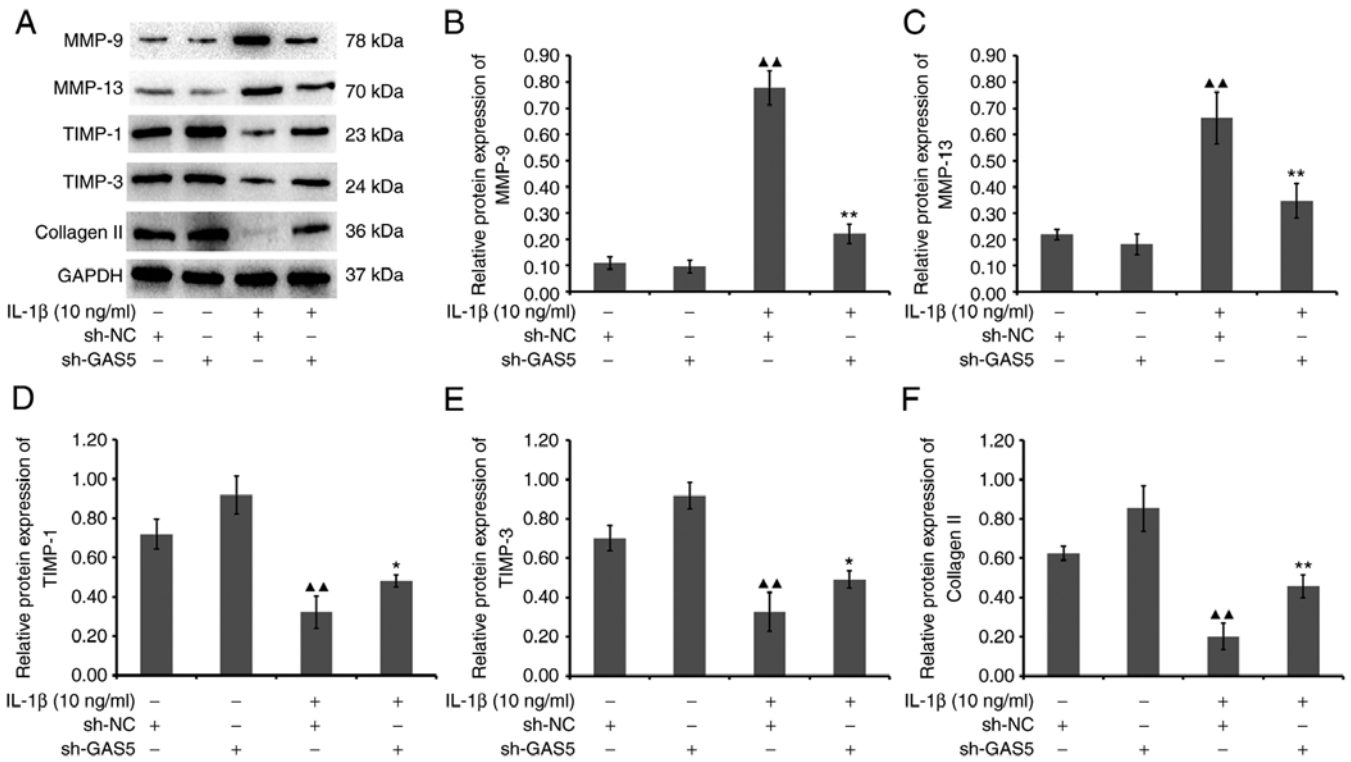 A
MMP-9 78 kDa
MMP-13 70 kDa
TIMP-1 23 kDa
TIMP-3 24 kDa
Collagen II 36 kDa
GAPDH 37 kDa
IL-1β (10 ng/ml) – – + +
sh-NC + – + –
sh-GAS5 – + – +
B
Relative protein expression of
MMP-9
0.90
0.80
0.70
0.60
0.50
0.40
0.30
0.20
0.10
0.00
▲▲
**
IL-1β (10 ng/ml) – – + +
sh-NC + – + –
sh-GAS5 – + – +
C
Relative protein expression of
MMP-13
0.90
0.80
0.70
0.60
0.50
0.40
0.30
0.20
0.10
0.00
▲▲
**
IL-1β (10 ng/ml) – – + +
sh-NC + – + –
sh-GAS5 – + – +
D
Relative protein expression of
TIMP-1
1.20
1.00
0.80
0.60
0.40
0.20
0.00
▲▲
*
IL-1β (10 ng/ml) – – + +
sh-NC + – + –
sh-GAS5 – + – +
E
Relative protein expression of
TIMP-3
1.20
1.00
0.80
0.60
0.40
0.20
0.00
▲▲
*
IL-1β (10 ng/ml) – – + +
sh-NC + – + –
sh-GAS5 – + – +
F
Relative protein expression of
Collagen II
1.20
1.00
0.80
0.60
0.40
0.20
0.00
▲▲
**
IL-1β (10 ng/ml) – – + +
sh-NC + – + –
sh-GAS5 – + – +